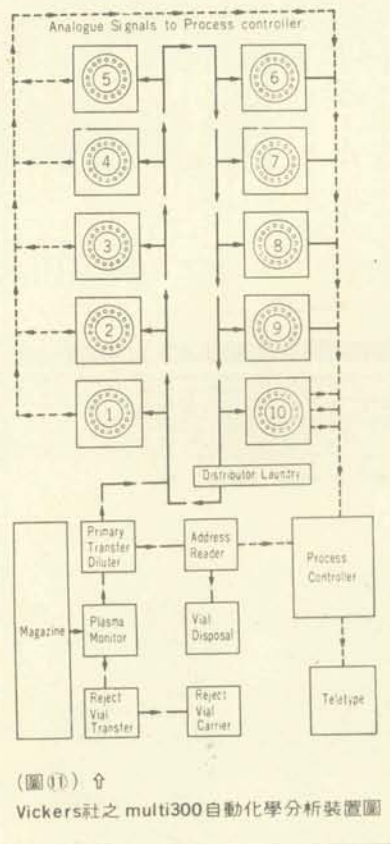 Analogue Signals to Process controller.
5
6
4
7
3
8
2
9
1
10
Distributor Laundry
Primary
Transfer
Diluter
Address
Reader
Process
Controller
Magazine
Plasma
Monitor
Vial
Disposal
Reject
Vial
Transfer
Reject
Vial
Carrier
Teletype
(圖⑪) ⇧
Vickers社之 multi300自動化學分析裝置圖